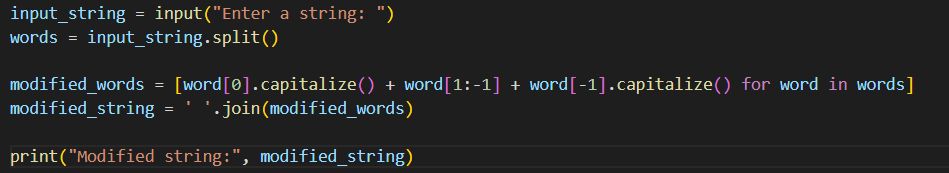 input_string = input("Enter a string: ")
words = input_string.split()
modified_words = [word[0].capitalize() + word[1:-1] + word[-1].capitalize() for word in words]
modified_string = ' '.join(modified_words)
print("Modified string:", modified_string)